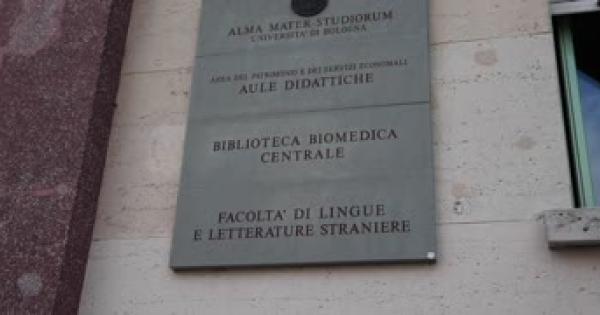 ALMA MATER STUDIORUM
UNIVERSITA' DI BOLOGNA
AREA DEL PATRIMONIO E DEI SERVIZI ECONOMALI
AULE DIDATTICHE
BIBLIOTECA BIOMEDICA
CENTRALE
FACOLTA' DI LINGUE
E LETTERATURE STRANIERE